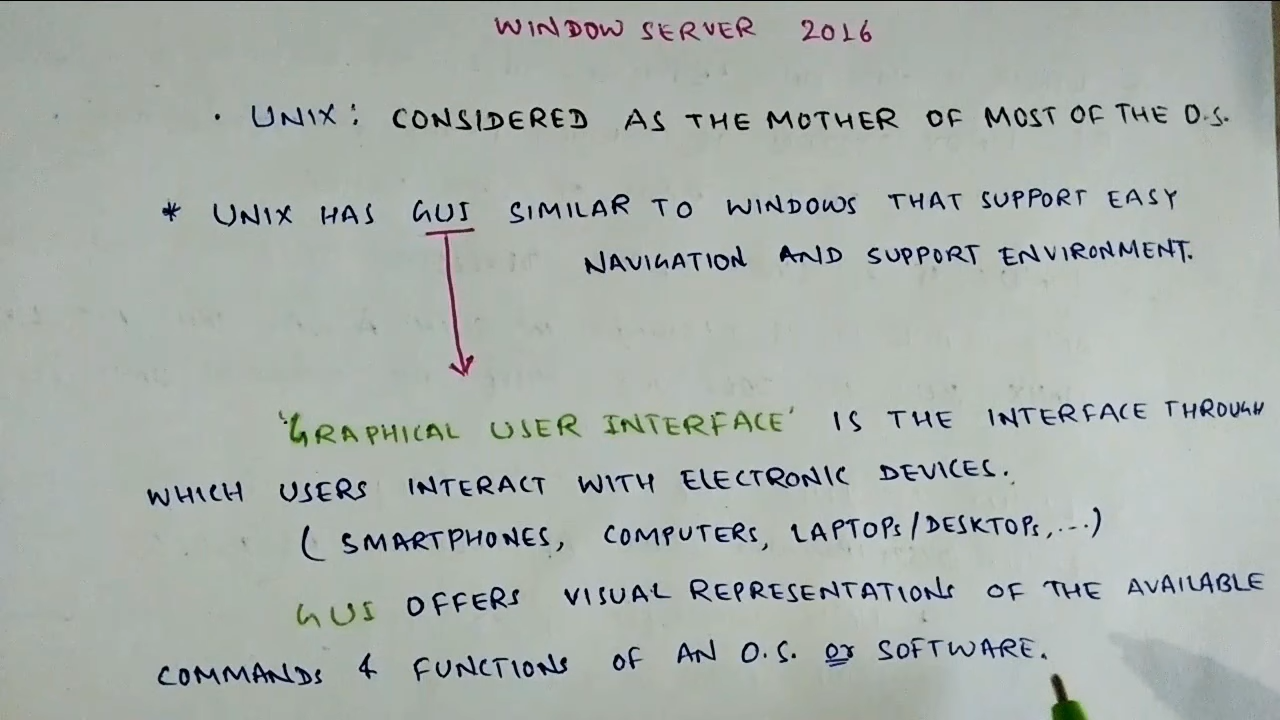 WINDOW SERVER 2016
· UNIX: CONSIDERED AS THE MOTHER OF MOST OF THE O.S.
* UNIX HAS GUI SIMILAR TO WINDOWS THAT SUPPORT EASY
NAVIGATION AND SUPPORT ENVIRONMENT.
'GRAPHICAL USER INTERFACE' IS THE INTERFACE THROUGH
WHICH USERS INTERACT WITH ELECTRONIC DEVICES.
( SMARTPHONES, COMPUTERS, LAPTOPs/DESKTOPs, ...)
GUI OFFERS VISUAL REPRESENTATIONs OF THE AVAILABLE
COMMANDs & FUNCTIONs OF AN O.S. or SOFTWARE.